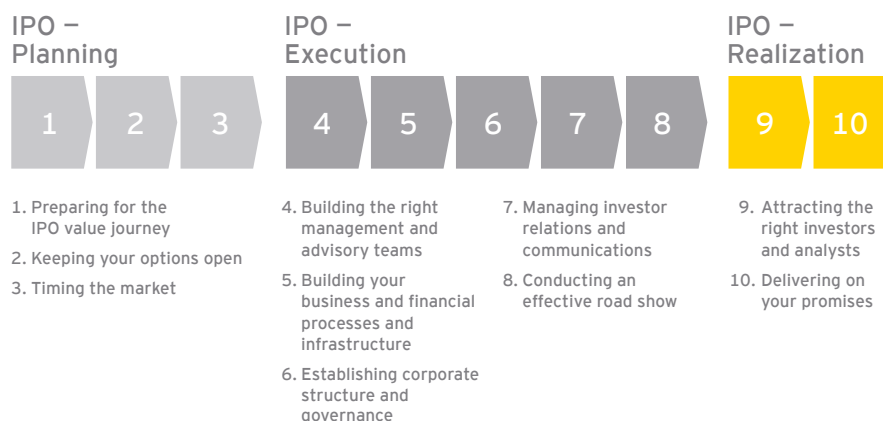 IPO –
Planning
IPO –
Execution
IPO –
Realization
1
2
3
4
5
6
7
8
9
10
1. Preparing for the
IPO value journey
2. Keeping your options open
3. Timing the market
4. Building the right
management and
advisory teams
5. Building your
business and financial
processes and
infrastructure
6. Establishing corporate
structure and
governance
7. Managing investor
relations and
communications
8. Conducting an
effective road show
9. Attracting the
right investors
and analysts
10. Delivering on
your promises